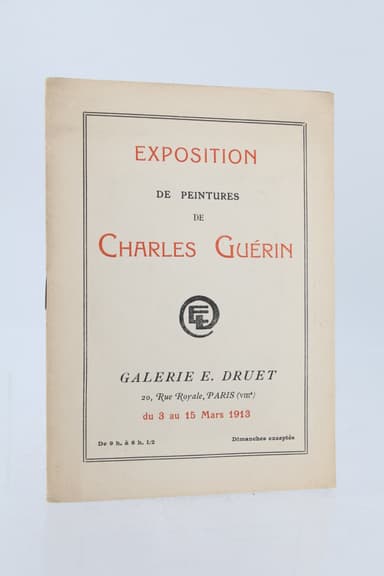 EXPOSITION
DE PEINTURES
DE
CHARLES GUÉRIN
GALERIE E. DRUET
20, Rue Royale, PARIS (VIIIᵉ)
du 3 au 15 Mars 1913
De 9 h. à 6 h. 1/2 Dimanches exceptés